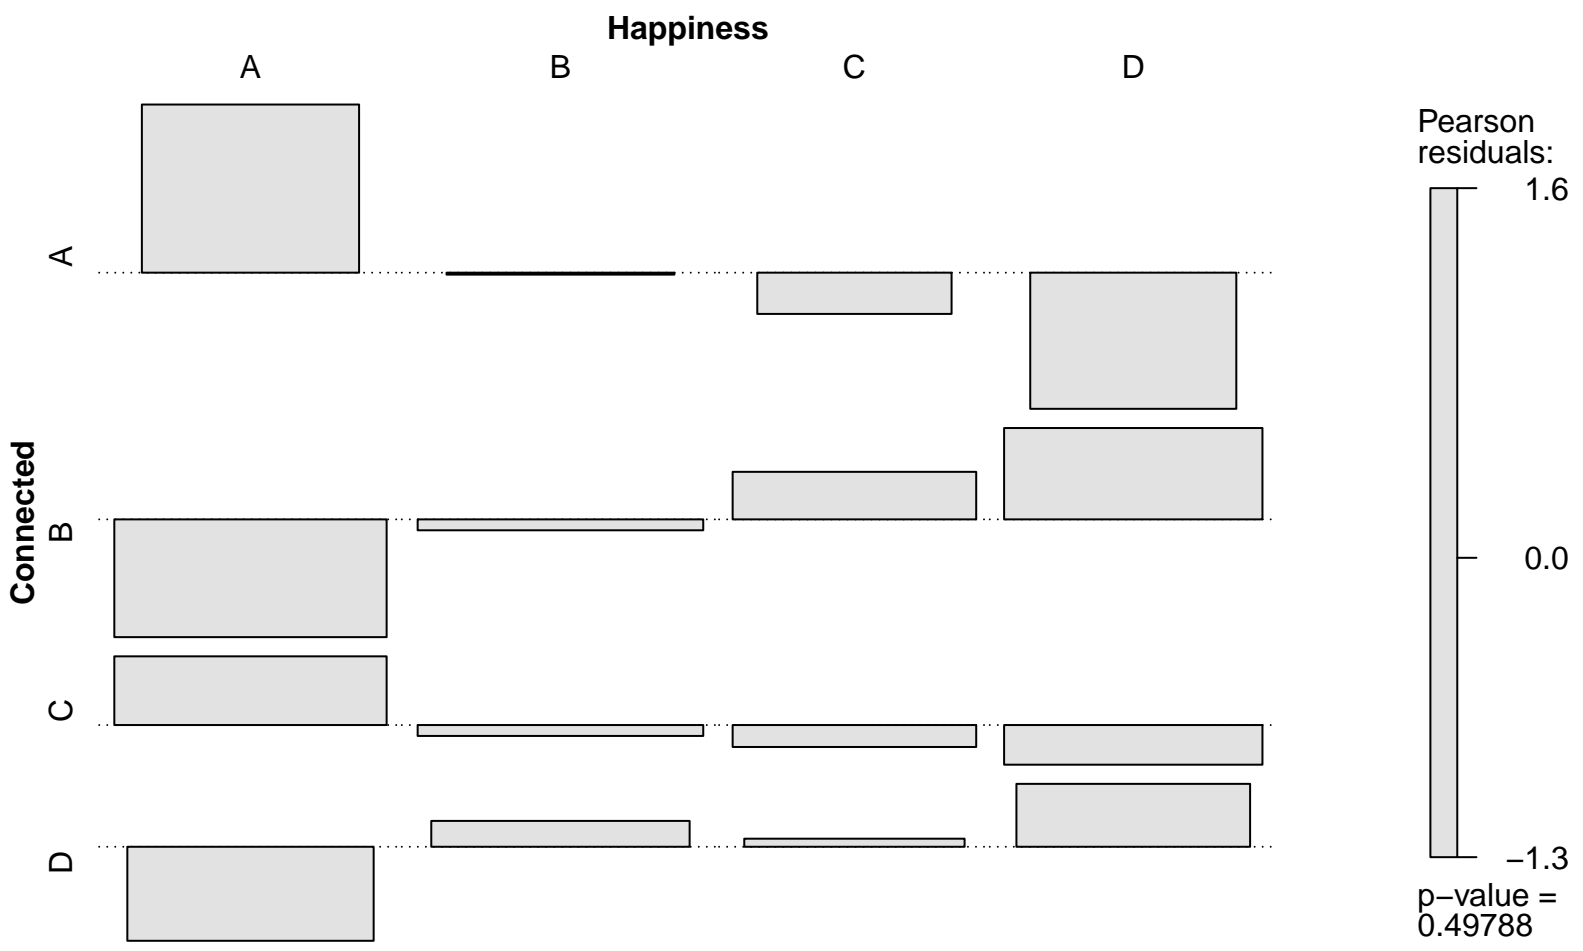 Happiness
A B C D
Connected
A
B
C
D
Pearson
residuals:
1.6
0.0
−1.3
p−value =
0.49788